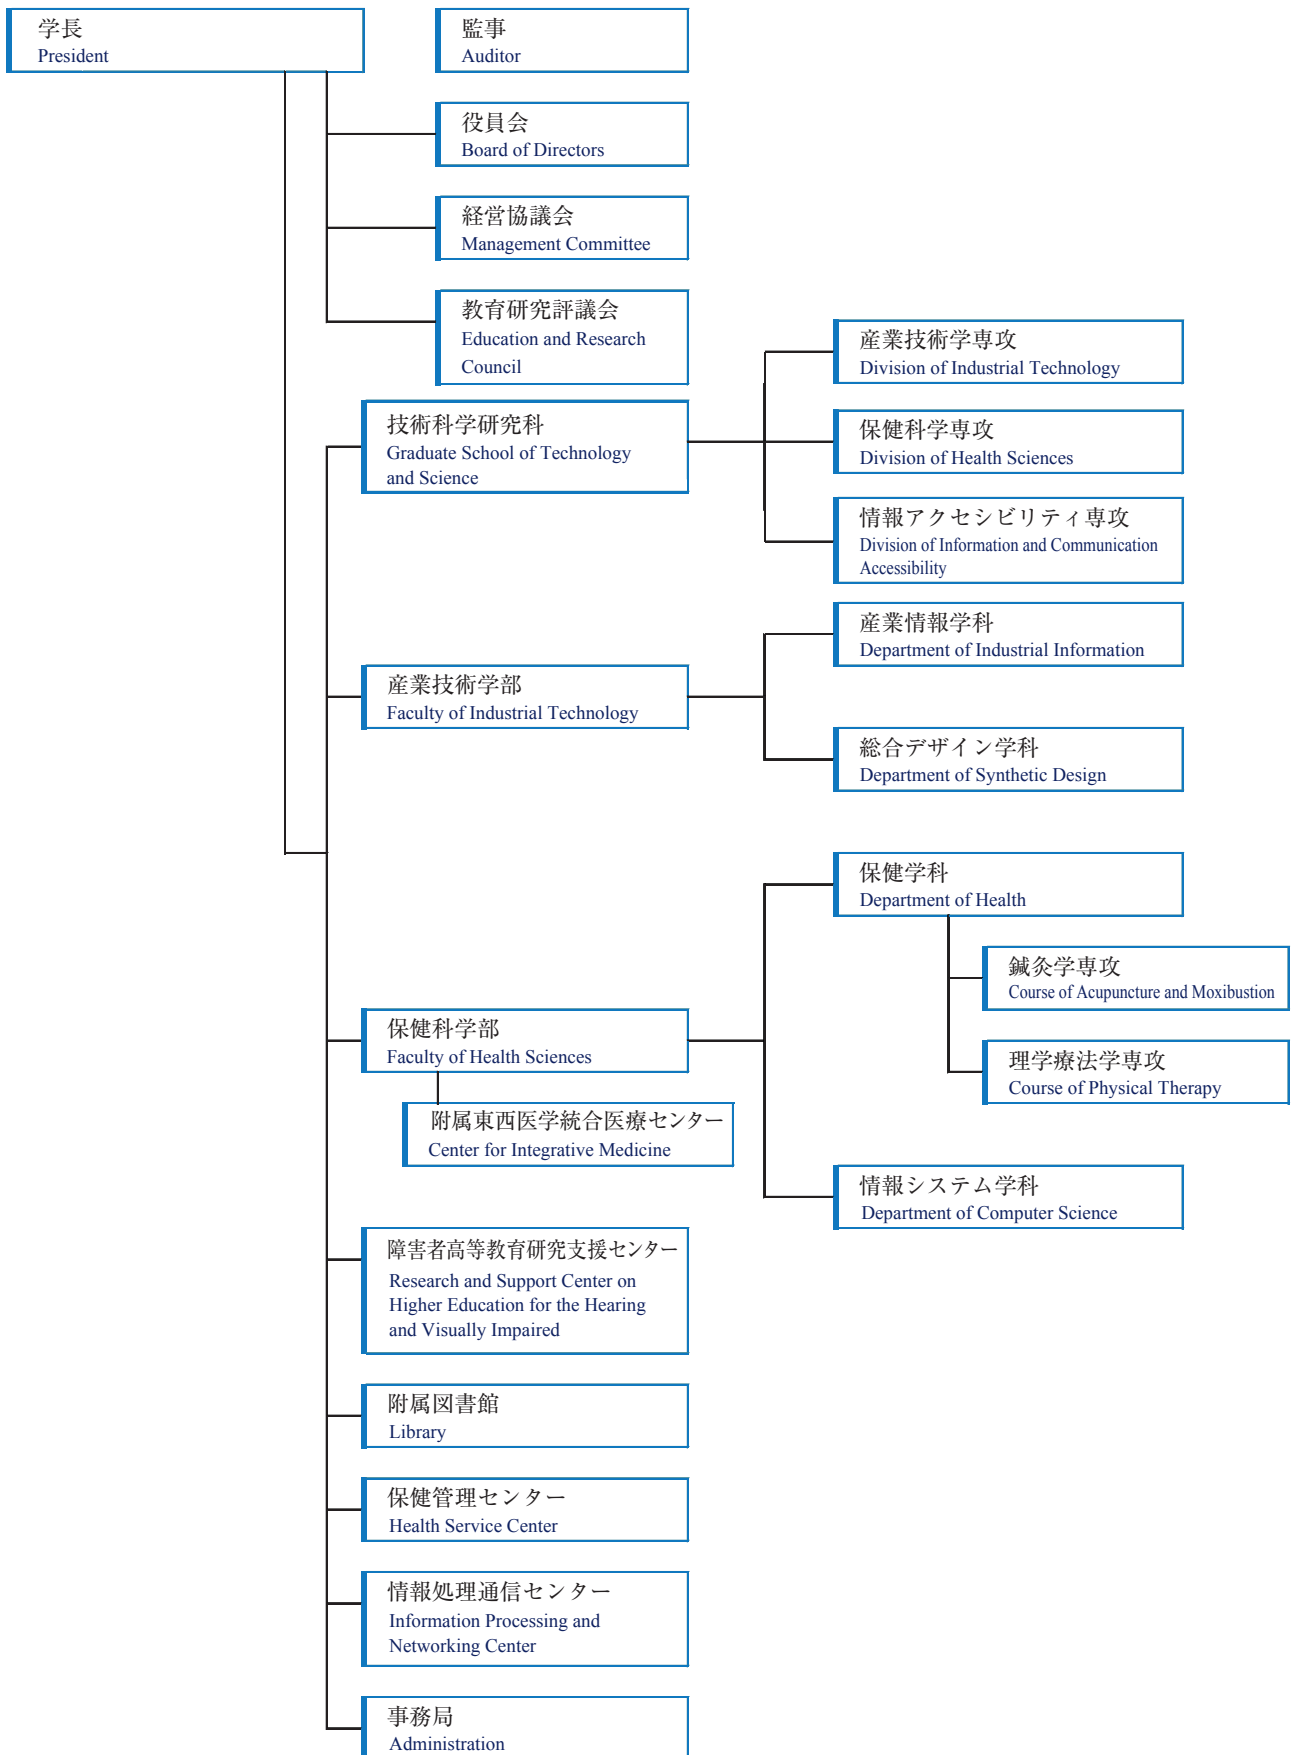 学長
President
監事
Auditor
役員会
Board of Directors
経営協議会
Management Committee
教育研究評議会
Education and Research
Council
技術科学研究科
Graduate School of Technology
and Science
産業技術学専攻
Division of Industrial Technology
保健科学専攻
Division of Health Sciences
情報アクセシビリティ専攻
Division of Information and Communication
Accessibility
産業技術学部
Faculty of Industrial Technology
産業情報学科
Department of Industrial Information
総合デザイン学科
Department of Synthetic Design
保健科学部
Faculty of Health Sciences
附属東西医学統合医療センター
Center for Integrative Medicine
保健学科
Department of Health
鍼灸学専攻
Course of Acupuncture and Moxibustion
理学療法学専攻
Course of Physical Therapy
情報システム学科
Department of Computer Science
障害者高等教育研究支援センター
Research and Support Center on
Higher Education for the Hearing
and Visually Impaired
附属図書館
Library
保健管理センター
Health Service Center
情報処理通信センター
Information Processing and
Networking Center
事務局
Administration